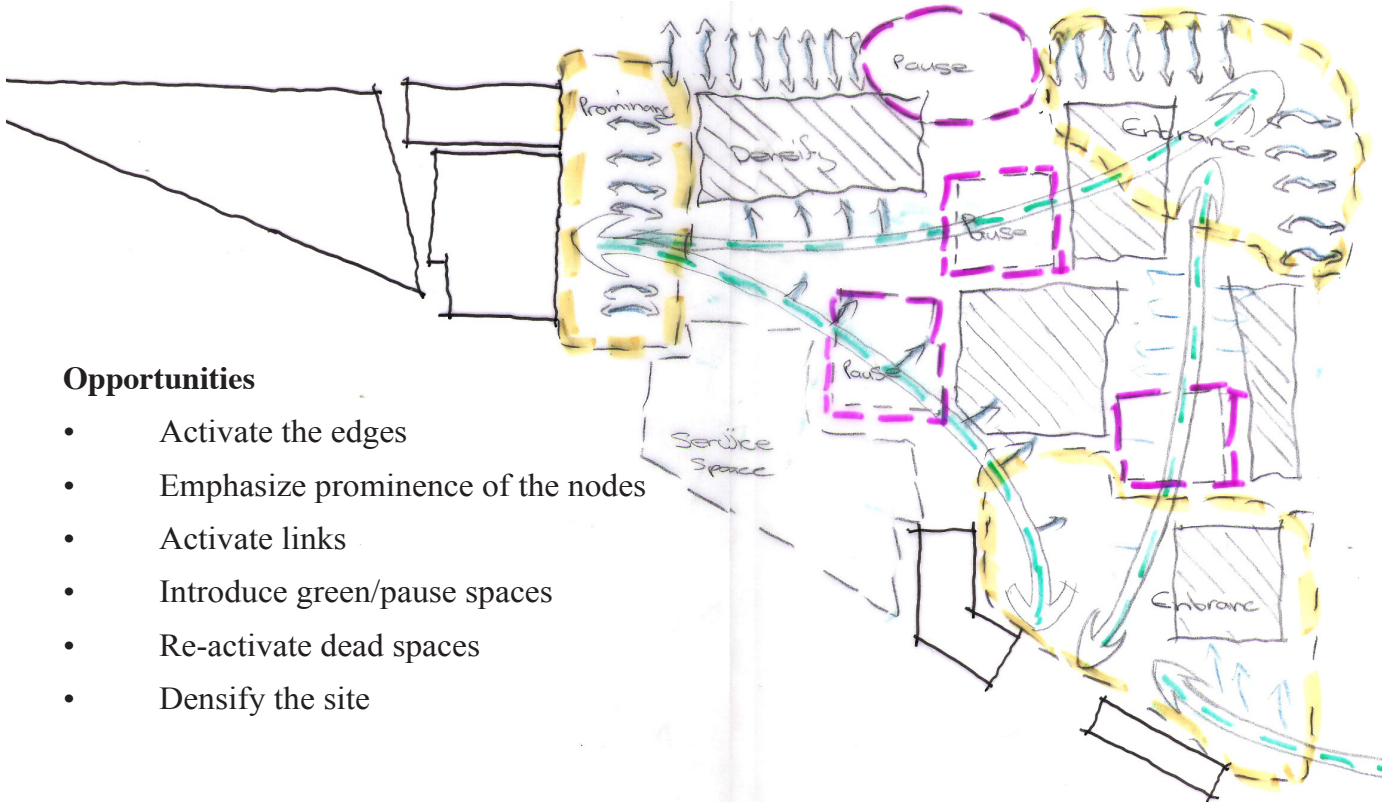 Pause
Prominanc
Entrance
Density
Pause
Pause
Service
Space
Entranc
Opportunities
• Activate the edges
• Emphasize prominence of the nodes
• Activate links
• Introduce green/pause spaces
• Re-activate dead spaces
• Densify the site